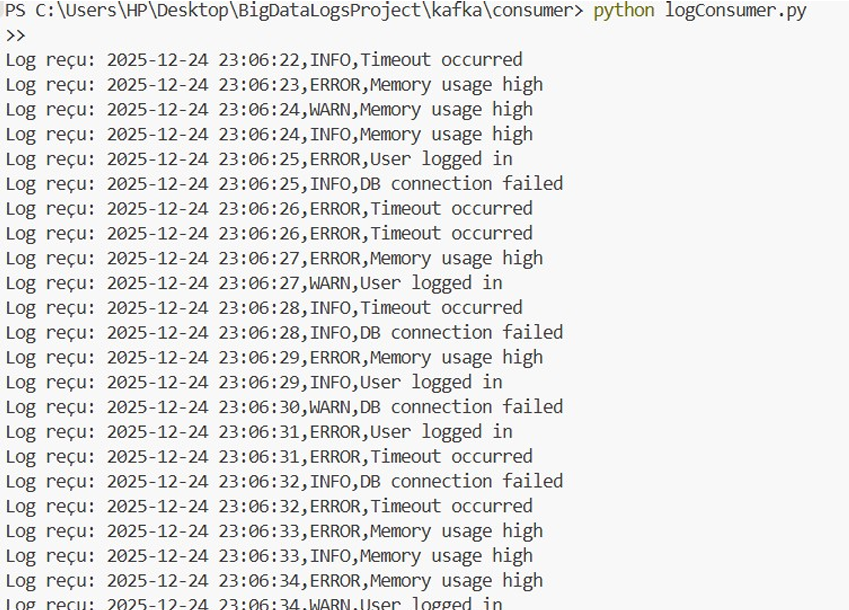 PS C:\Users\HP\Desktop\BigDataLogsProject\kafka\consumer> python logConsumer.py
>>
Log reçu: 2025-12-24 23:06:22,INFO,Timeout occurred
Log reçu: 2025-12-24 23:06:23,ERROR,Memory usage high
Log reçu: 2025-12-24 23:06:24,WARN,Memory usage high
Log reçu: 2025-12-24 23:06:24,INFO,Memory usage high
Log reçu: 2025-12-24 23:06:25,ERROR,User logged in
Log reçu: 2025-12-24 23:06:25,INFO,DB connection failed
Log reçu: 2025-12-24 23:06:26,ERROR,Timeout occurred
Log reçu: 2025-12-24 23:06:26,ERROR,Timeout occurred
Log reçu: 2025-12-24 23:06:27,ERROR,Memory usage high
Log reçu: 2025-12-24 23:06:27,WARN,User logged in
Log reçu: 2025-12-24 23:06:28,INFO,Timeout occurred
Log reçu: 2025-12-24 23:06:28,INFO,DB connection failed
Log reçu: 2025-12-24 23:06:29,ERROR,Memory usage high
Log reçu: 2025-12-24 23:06:29,INFO,User logged in
Log reçu: 2025-12-24 23:06:30,WARN,DB connection failed
Log reçu: 2025-12-24 23:06:31,ERROR,User logged in
Log reçu: 2025-12-24 23:06:31,ERROR,Timeout occurred
Log reçu: 2025-12-24 23:06:32,INFO,DB connection failed
Log reçu: 2025-12-24 23:06:32,ERROR,Timeout occurred
Log reçu: 2025-12-24 23:06:33,ERROR,Memory usage high
Log reçu: 2025-12-24 23:06:33,INFO,Memory usage high
Log reçu: 2025-12-24 23:06:34,ERROR,Memory usage high
Log reçu: 2025-12-24 23:06:34,WARN,User logged in